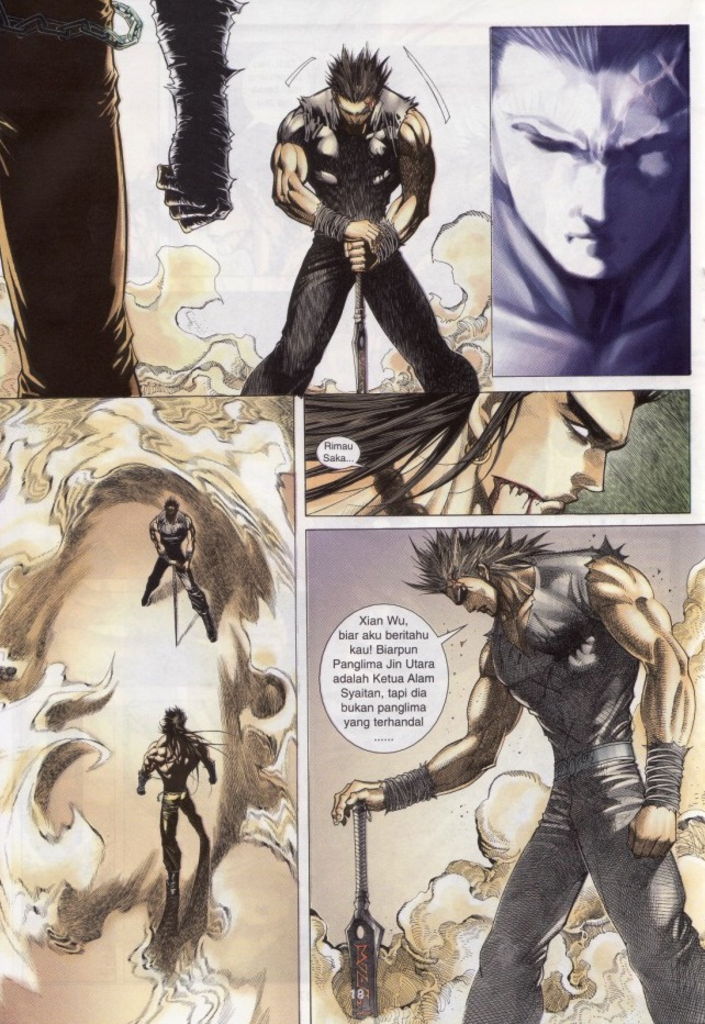 Rimau
Saka...
Xian Wu,
biar aku beritahu
kau! Biarpun
Panglima Jin Utara
adalah Ketua Alam
Syaitan, tapi dia
bukan panglima
yang terhandal
......
18